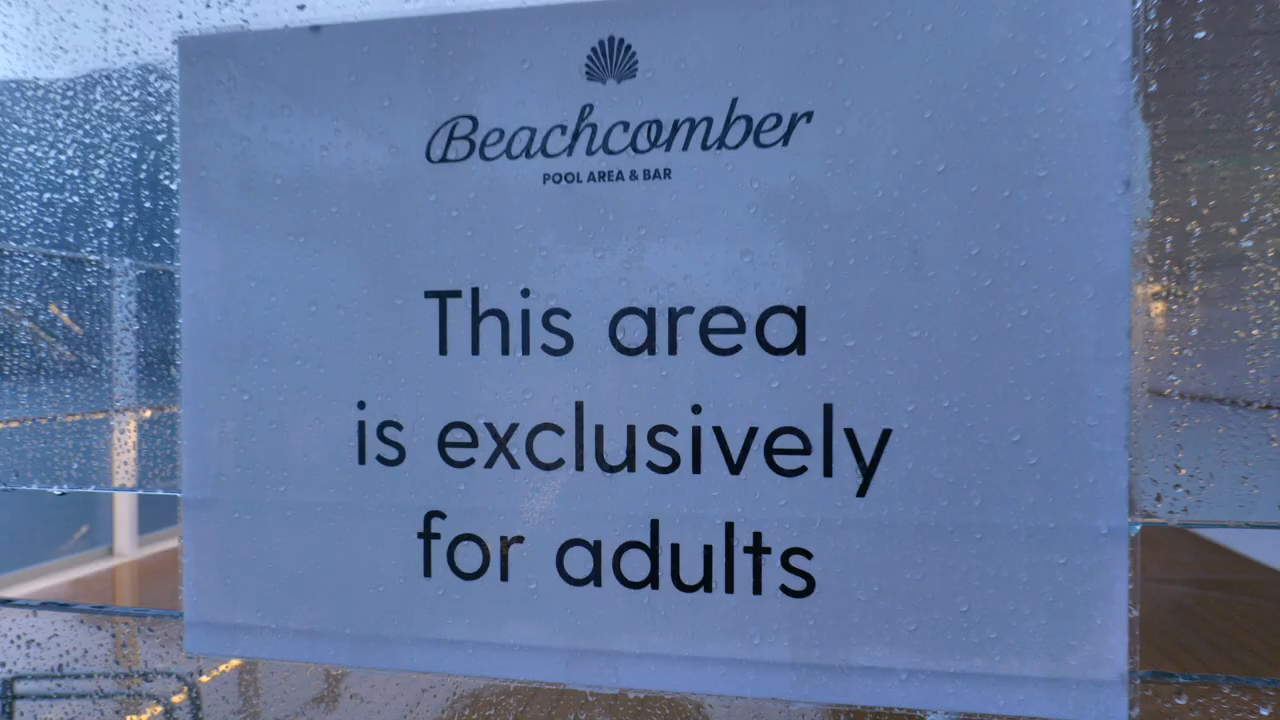 Beachcomber
POOL AREA & BAR
This area
is exclusively
for adults